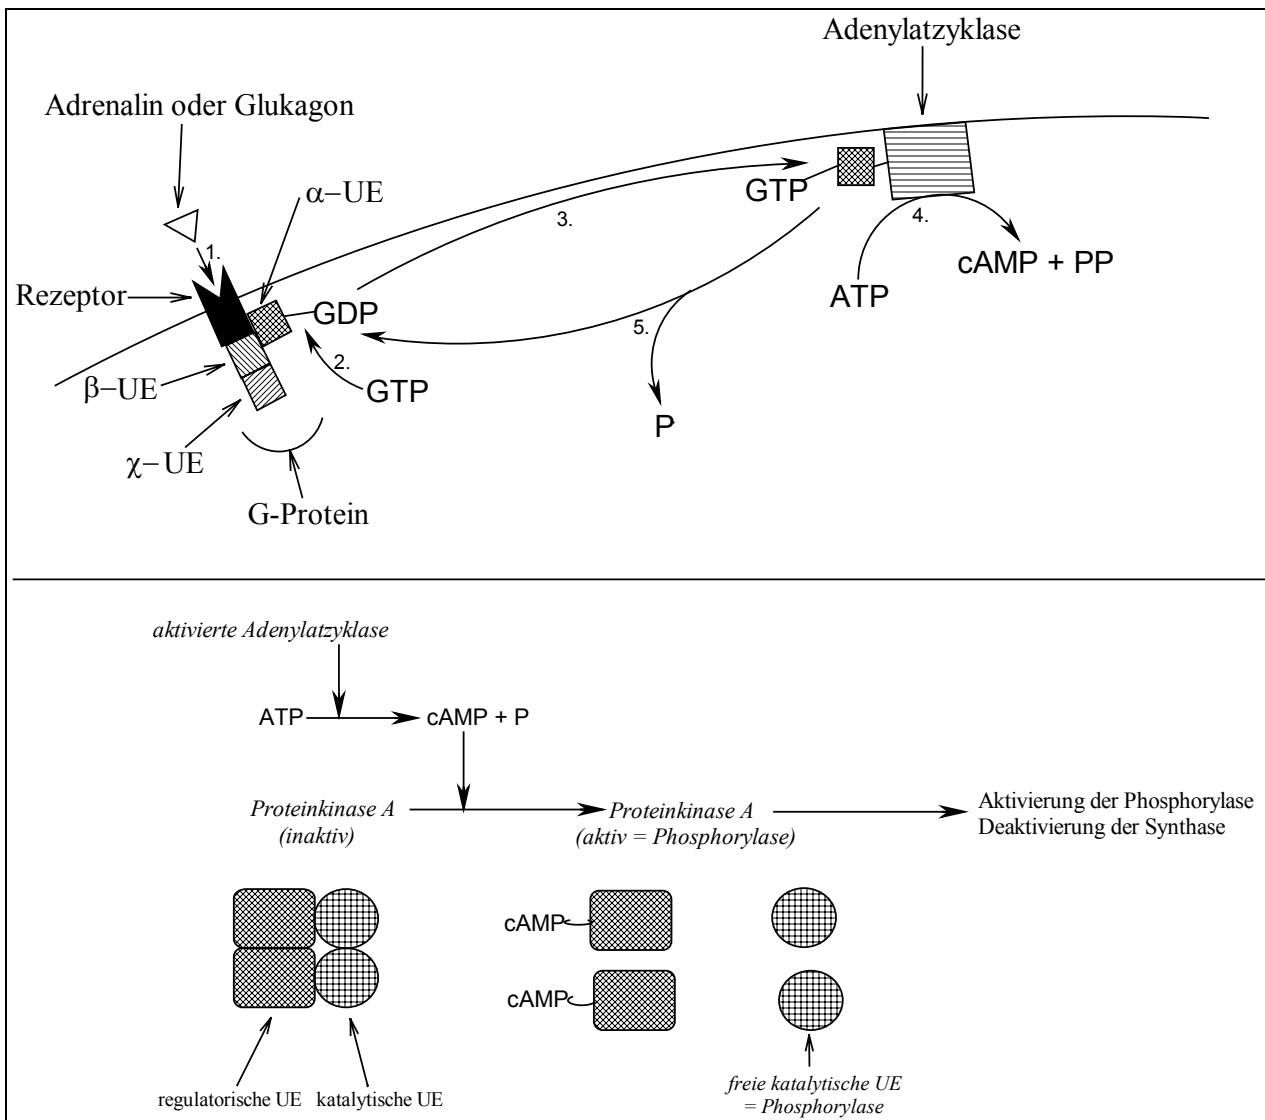 Adenylatzyklase
Adrenalin oder Glukagon
α–UE
1.
Rezeptor
GDP
2.
GTP
β–UE
χ–UE
G-Protein
3.
GTP
4.
ATP
cAMP + PP
5.
P
aktivierte Adenylatzyklase
ATP
cAMP + P
Proteinkinase A
(inaktiv)
Proteinkinase A
(aktiv = Phosphorylase)
Aktivierung der Phosphorylase
Deaktivierung der Synthase
cAMP
cAMP
regulatorische UE
katalytische UE
freie katalytische UE
= Phosphorylase